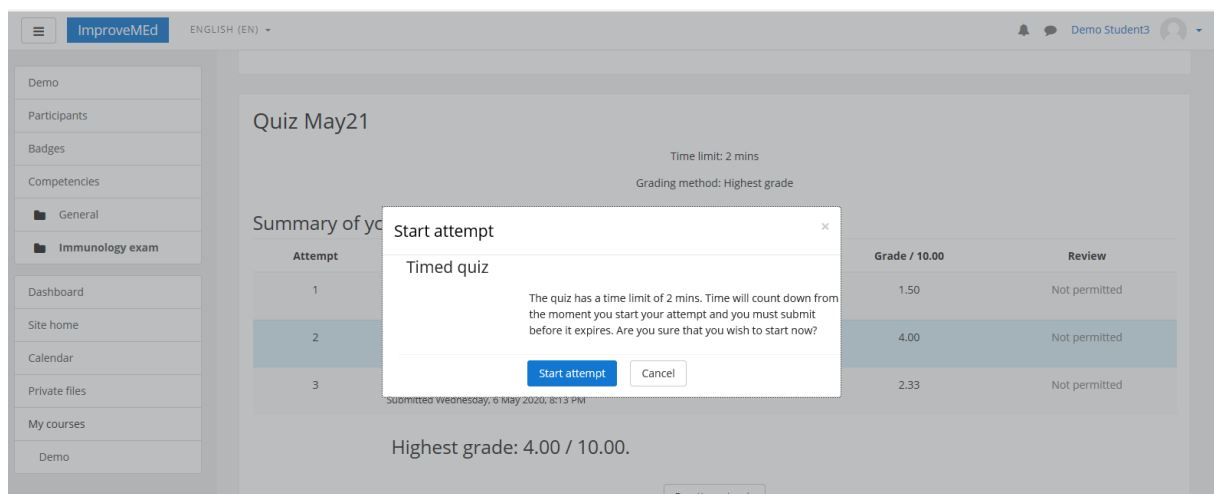 ImproveMEd
ENGLISH (EN)
Demo Student3
Demo
Participants
Badges
Competencies
General
Immunology exam
Dashboard
Site home
Calendar
Private files
My courses
Demo
Quiz May21
Time limit: 2 mins
Grading method: Highest grade
Summary of
Attempt Grade / 10.00 Review
1 1.50 Not permitted
2 4.00 Not permitted
3 2.33 Not permitted
Submitted Wednesday, 6 May 2020, 8:13 PM
Highest grade: 4.00 / 10.00.
Start attempt ×
Timed quiz
The quiz has a time limit of 2 mins. Time will count down from
the moment you start your attempt and you must submit
before it expires. Are you sure that you wish to start now?
Start attempt Cancel